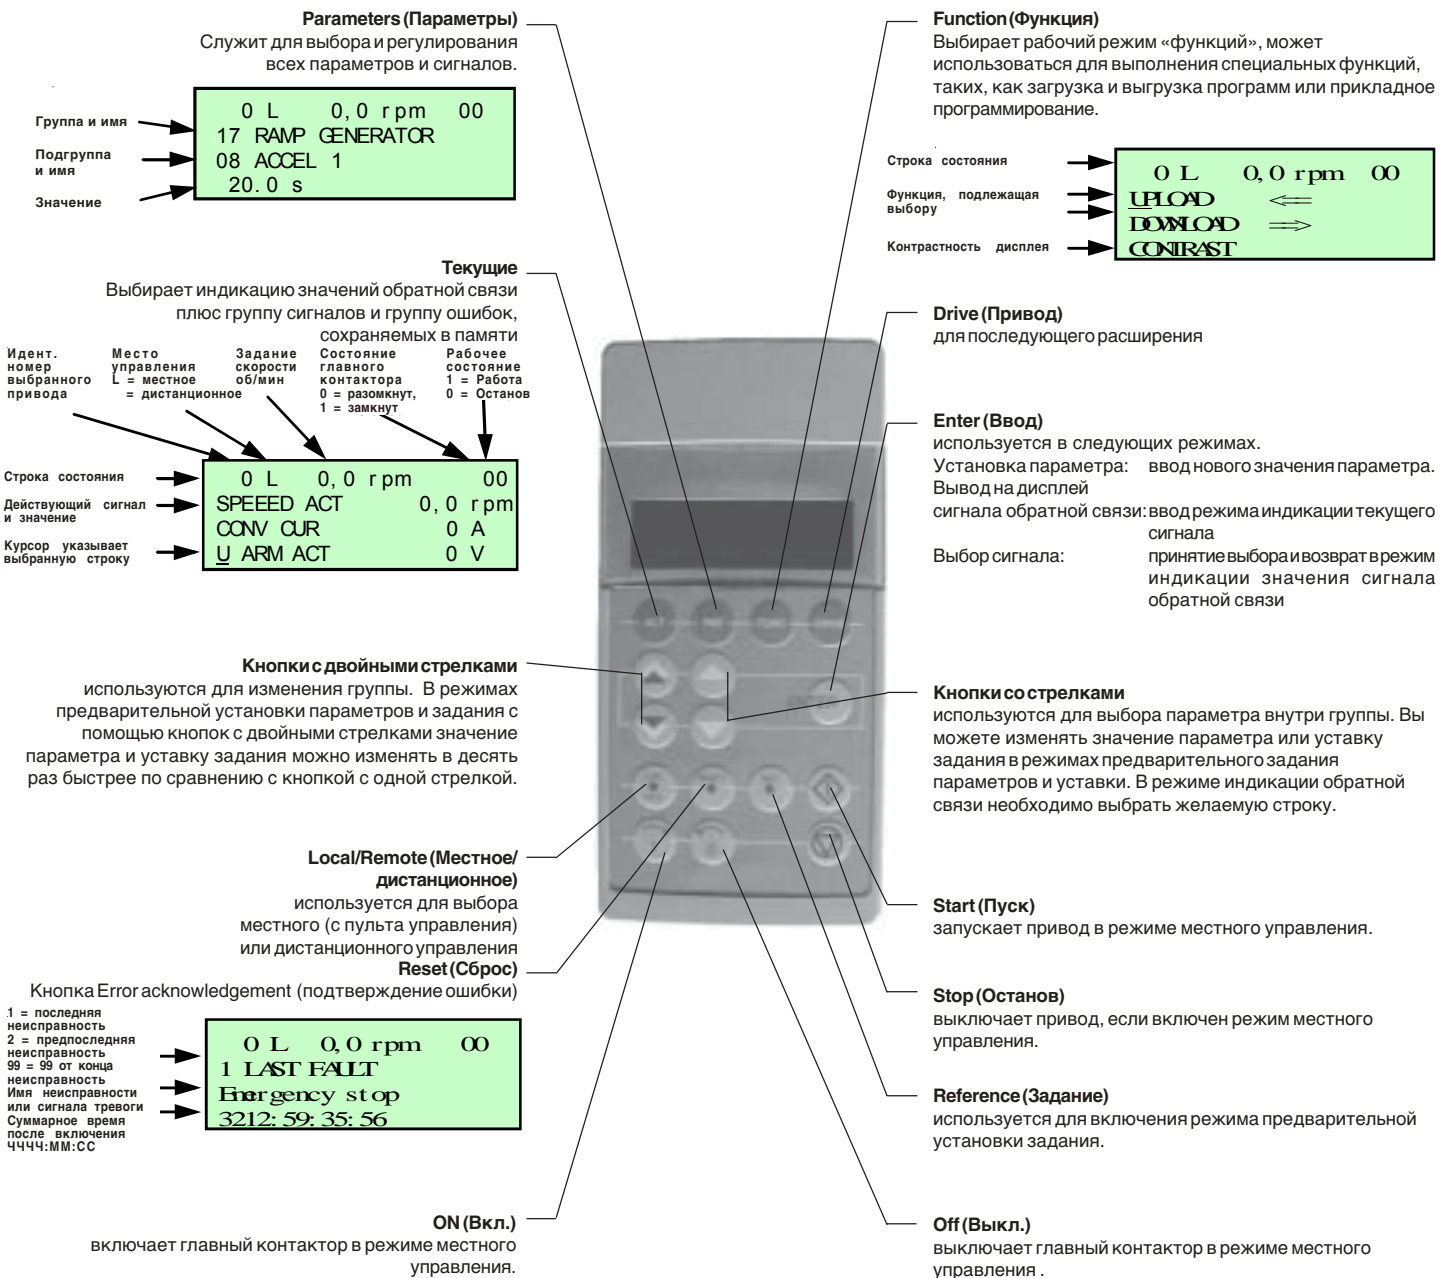 Parameters (Параметры)
Служит для выбора и регулирования
всех параметров и сигналов.
Группа и имя
Подгруппа
и имя
Значение
0 L 0,0 rpm 00
17 RAMP GENERATOR
08 ACCEL 1
20.0 s
Текущие
Выбирает индикацию значений обратной связи
плюс группу сигналов и группу ошибок,
сохраняемых в памяти
Идент.
номер
выбранного
привода
Место
управления
L = местное
= дистанционное
Задание
скорости
об/мин
Состояние
главного
контактора
0 = разомкнут,
1 = замкнут
Рабочее
состояние
1 = Работа
0 = Останов
Строка состояния
Действующий сигнал
и значение
Курсор указывает
выбранную строку
0 L 0,0 rpm 00
SPEEED ACT 0,0 rpm
CONV CUR 0 A
U ARM ACT 0 V
Кнопки с двойными стрелками
используются для изменения группы. В режимах
предварительной установки параметров и задания с
помощью кнопок с двойными стрелками значение
параметра и уставку задания можно изменять в десять
раз быстрее по сравнению с кнопкой с одной стрелкой.
Local/Remote (Местное/
дистанционное)
используется для выбора
местного (с пульта управления)
или дистанционного управления
Reset (Сброс)
Кнопка Error acknowledgement (подтверждение ошибки)
1 = последняя
неисправность
2 = предпоследняя
неисправность
99 = 99 от конца
неисправность
Имя неисправности
или сигнала тревоги
Суммарное время
после включения
ЧЧЧЧ:ММ:СС
0 L 0,0 rpm 00
1 LAST FAULT
Emergency stop
3212:59:35:56
ON (Вкл.)
включает главный контактор в режиме местного
управления.
Function (Функция)
Выбирает рабочий режим «функций», может
использоваться для выполнения специальных функций,
таких, как загрузка и выгрузка программ или прикладное
программирование.
Строка состояния
Функция, подлежащая
выбору
Контрастность дисплея
0 L 0,0 rpm 00
UPLOAD ⇐
DOWNLOAD ⇒
CONTRAST
Drive (Привод)
для последующего расширения
Enter (Ввод)
используется в следующих режимах.
Установка параметра: ввод нового значения параметра.
Вывод на дисплей
сигнала обратной связи: ввод режима индикации текущего
сигнала
Выбор сигнала: принятие выбора и возврат в режим
индикации значения сигнала
обратной связи
Кнопки со стрелками
используются для выбора параметра внутри группы. Вы
можете изменять значение параметра или уставку
задания в режимах предварительного задания
параметров и уставки. В режиме индикации обратной
связи необходимо выбрать желаемую строку.
Start (Пуск)
запускает привод в режиме местного управления.
Stop (Останов)
выключает привод, если включен режим местного
управления.
Reference (Задание)
используется для включения режима предварительной
установки задания.
Off (Выкл.)
выключает главный контактор в режиме местного
управления .